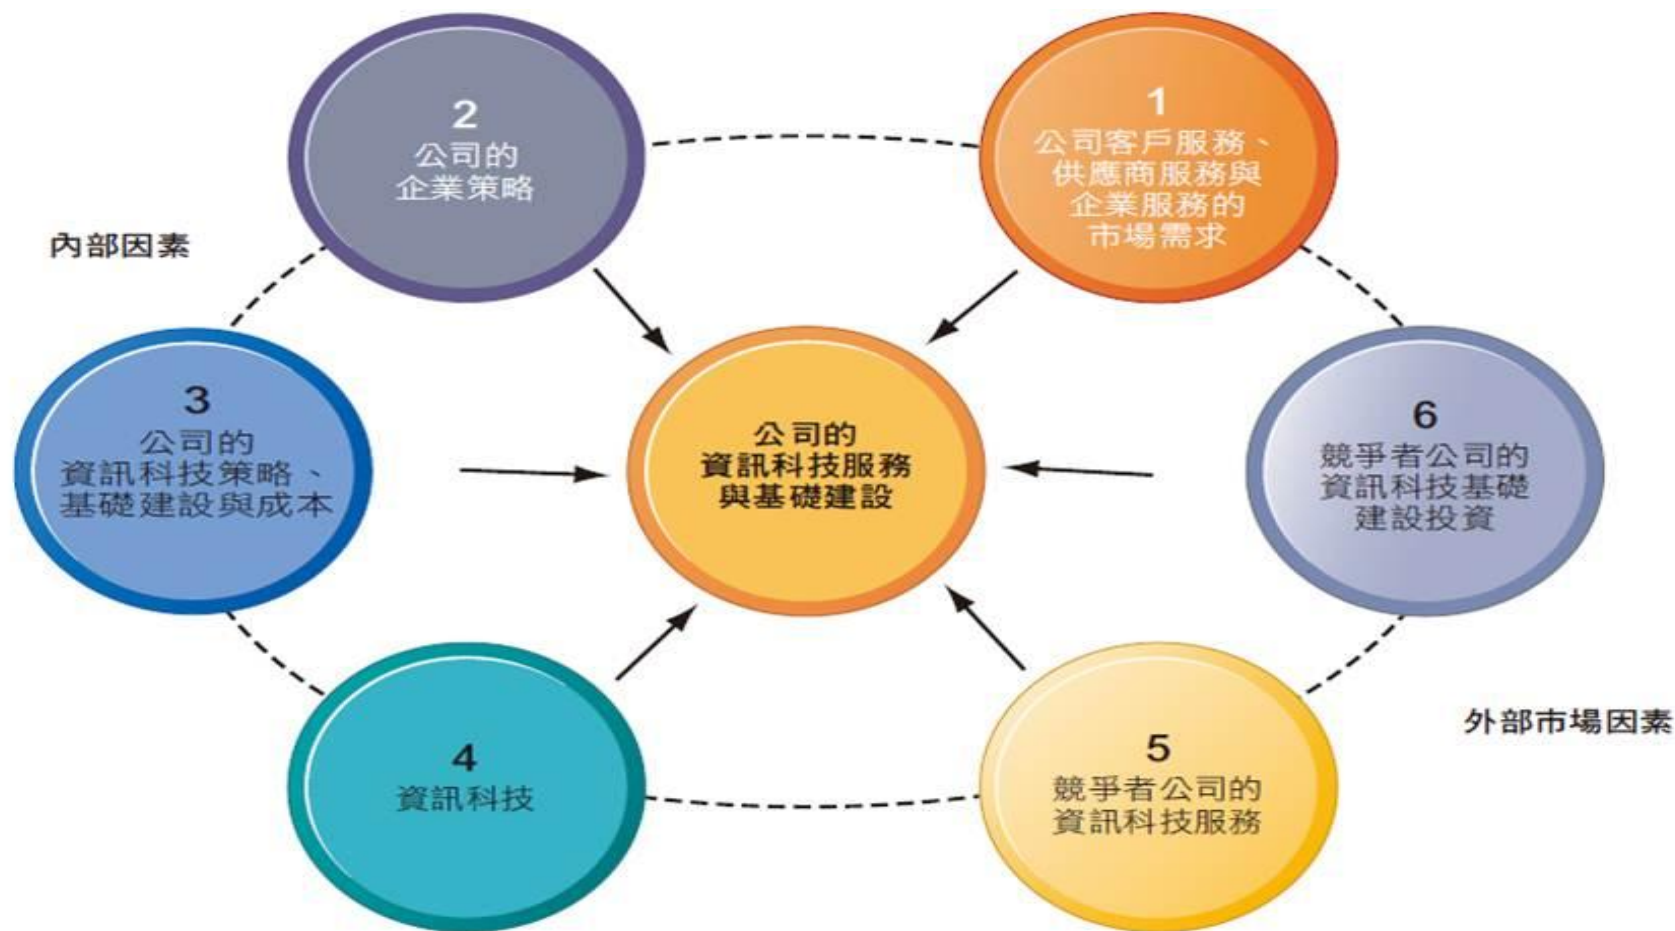 2
公司的
企業策略
1
公司客戶服務、
供應商服務與
企業服務的
市場需求
內部因素
3
公司的
資訊科技策略、
基礎建設與成本
公司的
資訊科技服務
與基礎建設
6
競爭者公司的
資訊科技基礎
建設投資
外部市場因素
4
資訊科技
5
競爭者公司的
資訊科技服務